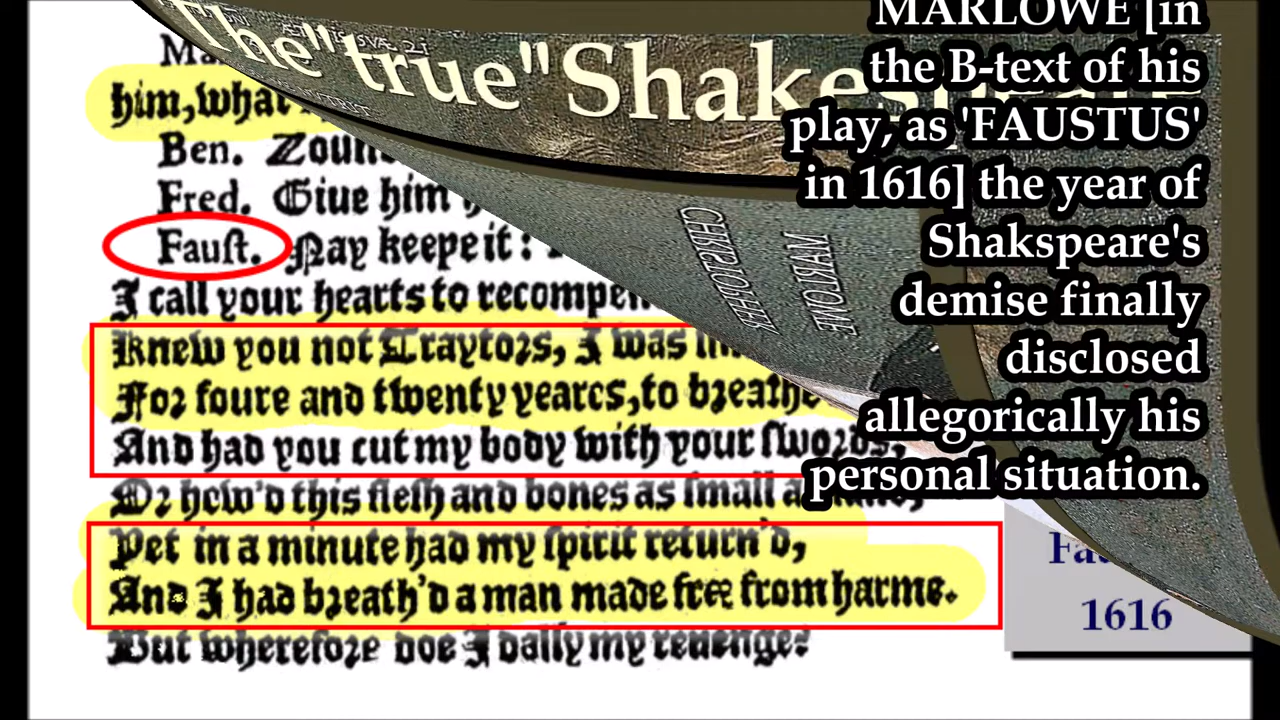 Ma
him, what
Ben. Zoun
Fred. Giue him
Fauſt. Nay keepe it:
I call your hearts to recompen
Knew you not Traytors, I was
For foure and twenty yeares, to breathe
And had you cut my body with your ſwords,
Or hew'd this fleſh and bones as ſmall
Yet in a minute had my ſpirit return'd,
And I had breath'd a man made free from harme.
But wherefore doe I dally my reuenge?
The "true" Shakespeare
CHRISTOPHER
MARLOWE
MARLOWE [in
the B-text of his
play, as 'FAUSTUS'
in 1616] the year of
Shakspeare's
demise finally
disclosed
allegorically his
personal situation.
Fa
1616